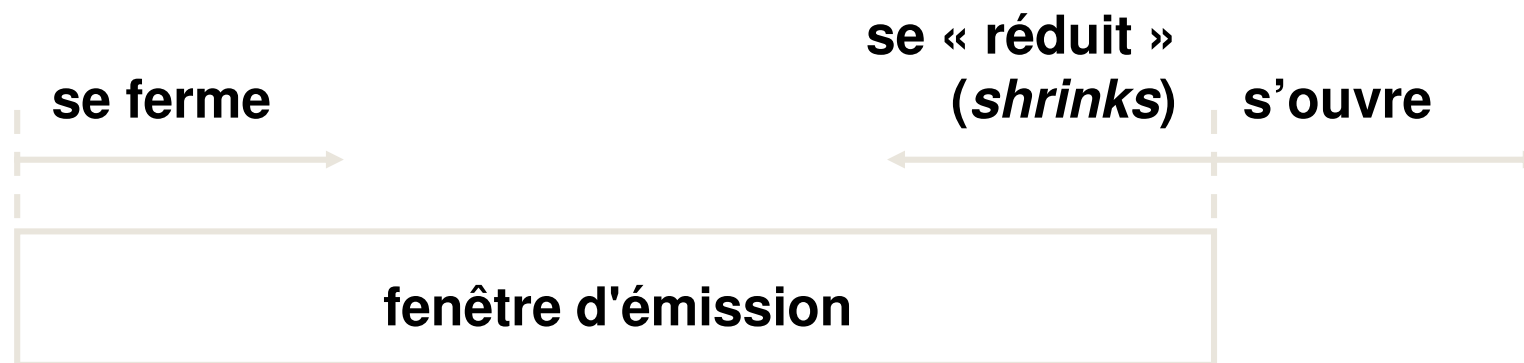 se « réduit »
se ferme (shrinks) s’ouvre
fenêtre d'émission